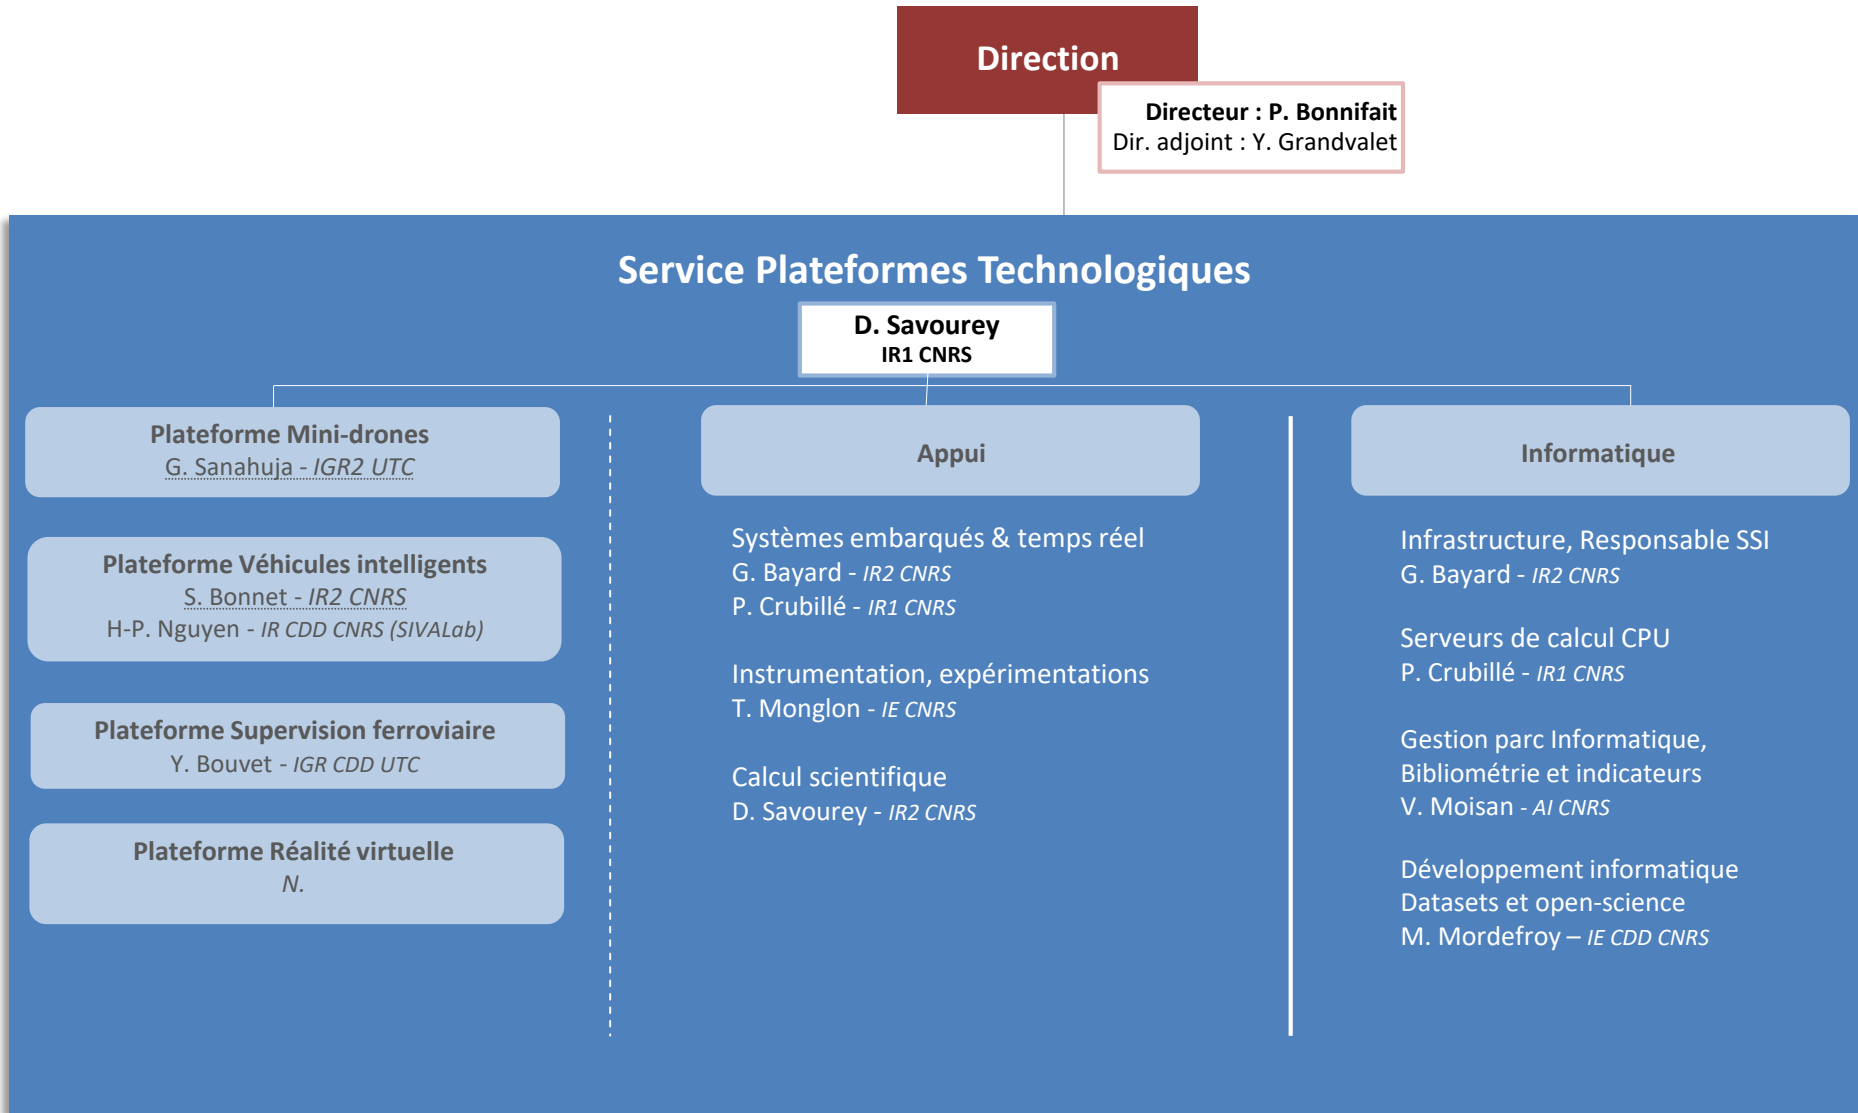 Direction
Directeur : P. Bonnifait
Dir. adjoint : Y. Grandvalet
Service Plateformes Technologiques
D. Savourey
IR1 CNRS
Plateforme Mini-drones
G. Sanahuja - IGR2 UTC
Plateforme Véhicules intelligents
S. Bonnet - IR2 CNRS
H-P. Nguyen - IR CDD CNRS (SIVALab)
Plateforme Supervision ferroviaire
Y. Bouvet - IGR CDD UTC
Plateforme Réalité virtuelle
N.
Appui
Systèmes embarqués & temps réel
G. Bayard - IR2 CNRS
P. Crubillé - IR1 CNRS
Instrumentation, expérimentations
T. Monglon - IE CNRS
Calcul scientifique
D. Savourey - IR2 CNRS
Informatique
Infrastructure, Responsable SSI
G. Bayard - IR2 CNRS
Serveurs de calcul CPU
P. Crubillé - IR1 CNRS
Gestion parc Informatique,
Bibliométrie et indicateurs
V. Moisan - AI CNRS
Développement informatique
Datasets et open-science
M. Mordefroy – IE CDD CNRS